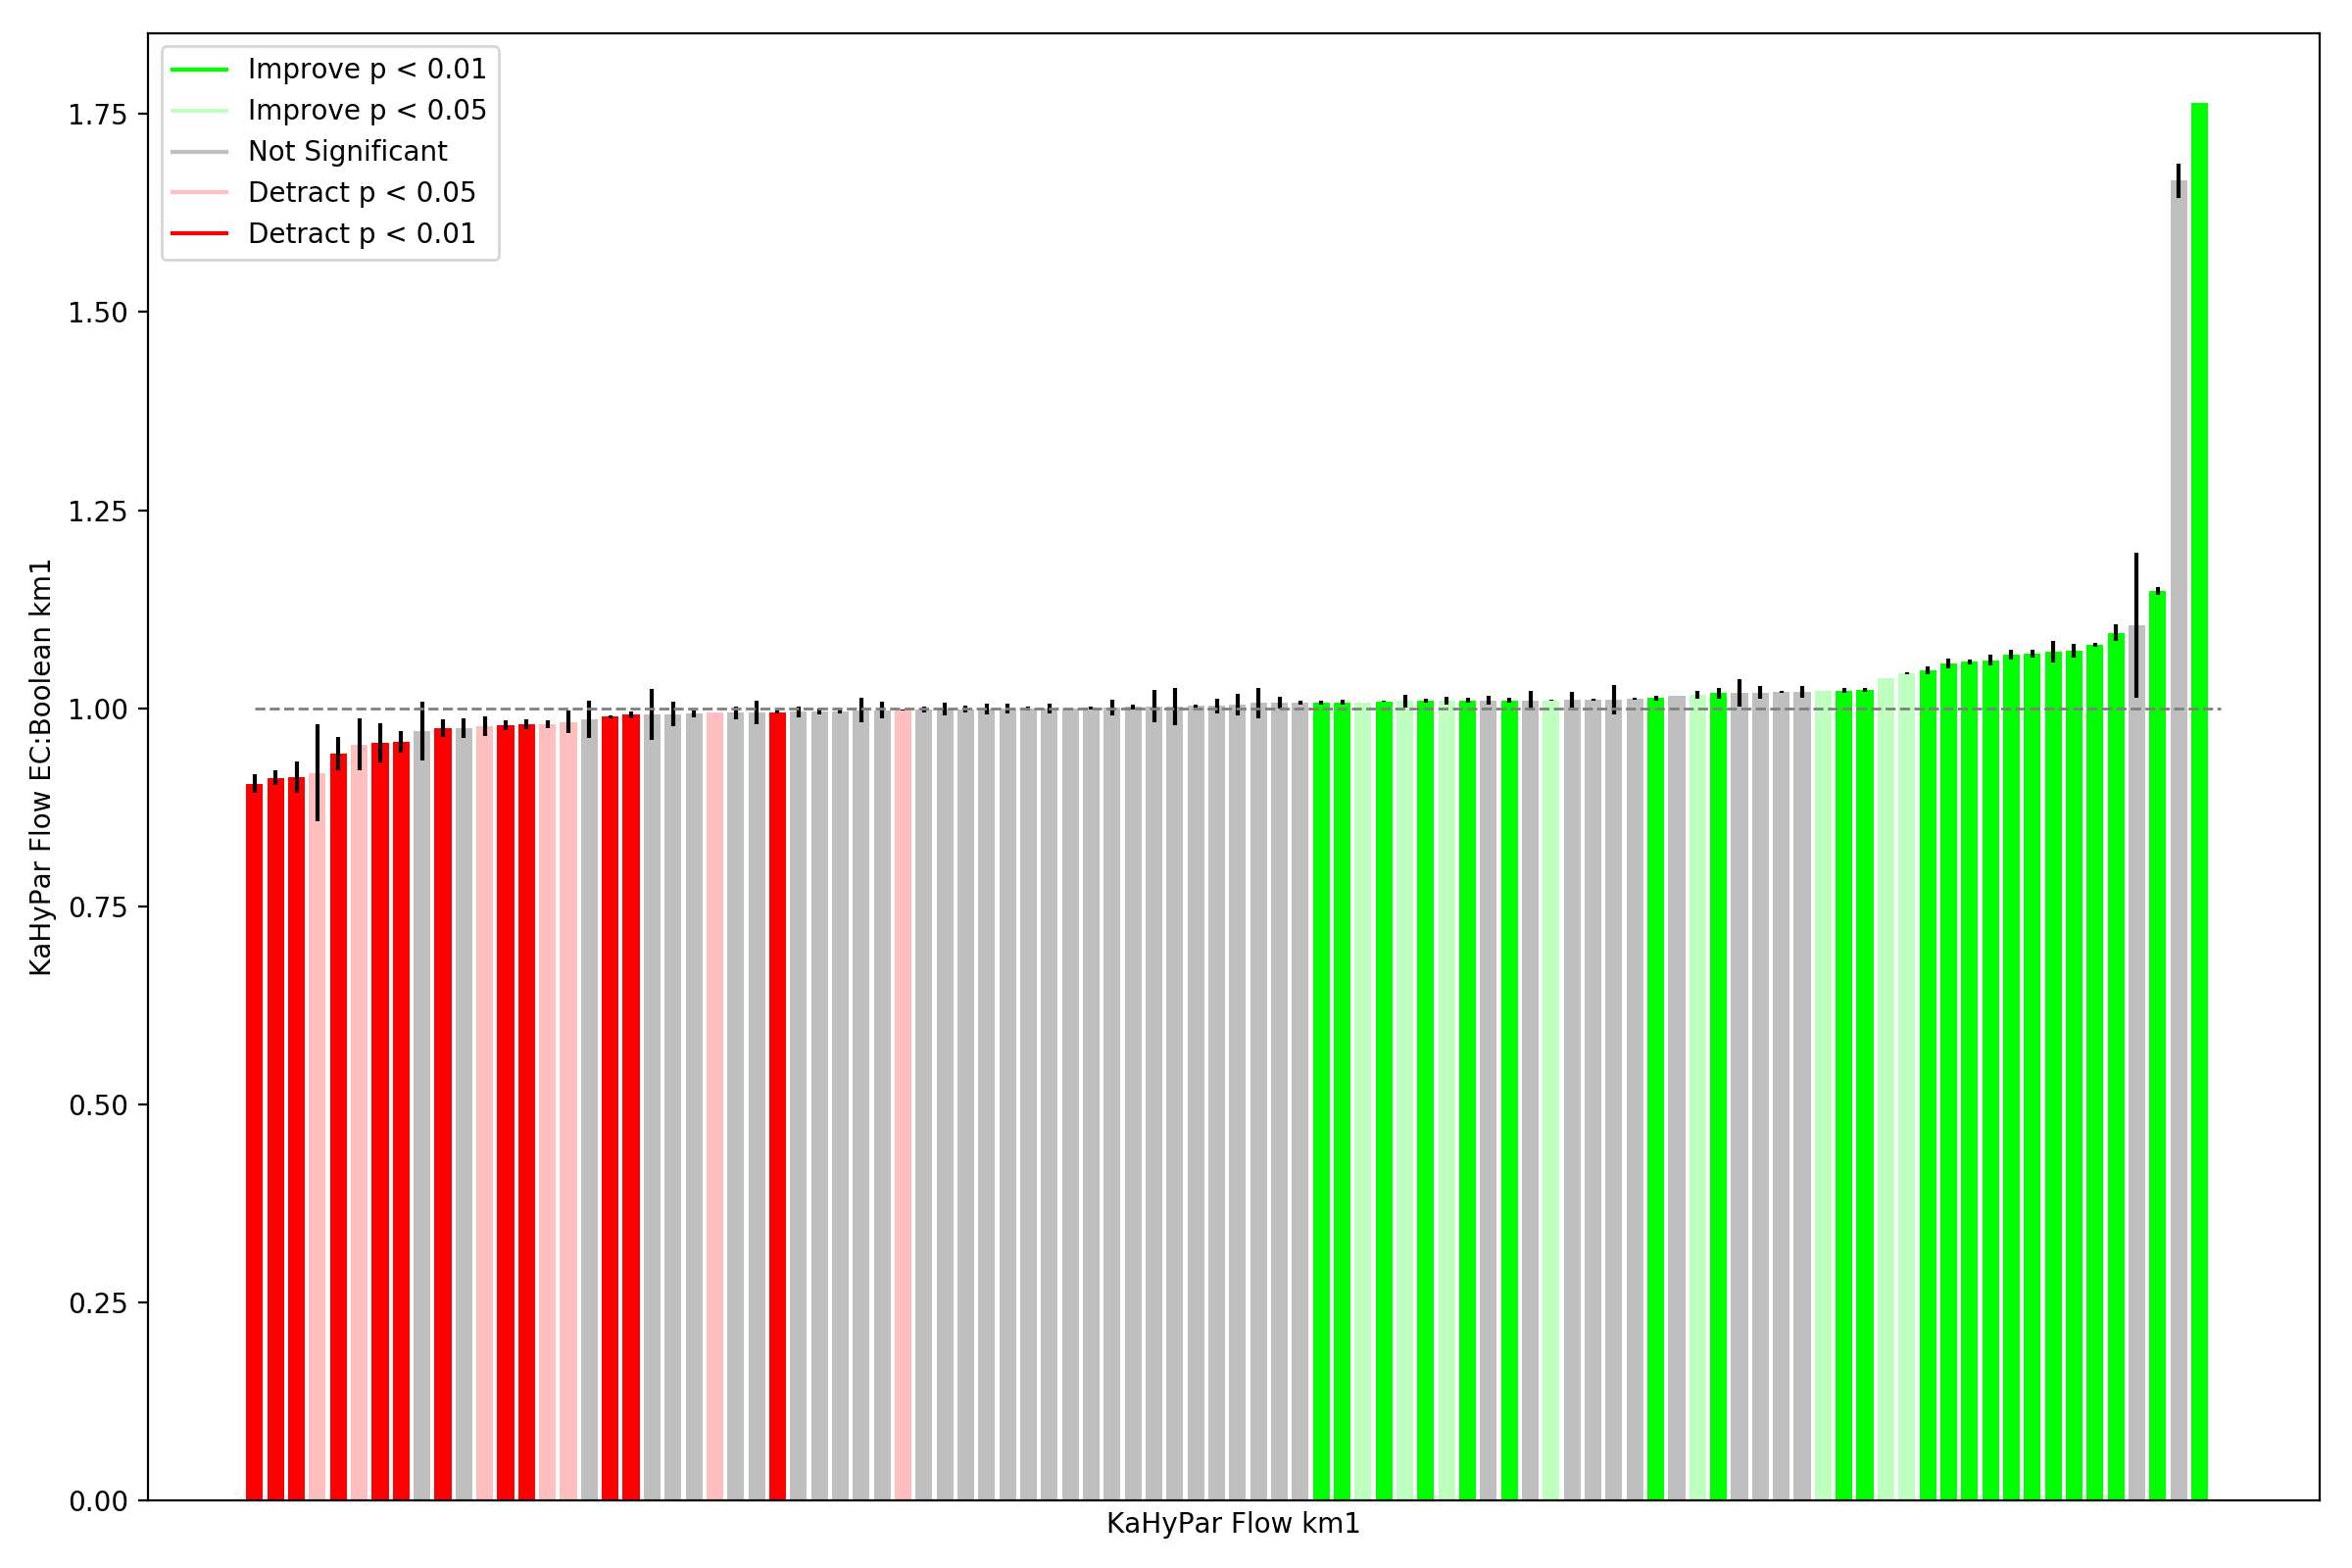 Improve p < 0.01
Improve p < 0.05
Not Significant
Detract p < 0.05
Detract p < 0.01
1.75
1.50
1.25
1.00
0.75
0.50
0.25
0.00
KaHyPar Flow EC:Boolean km1
KaHyPar Flow km1